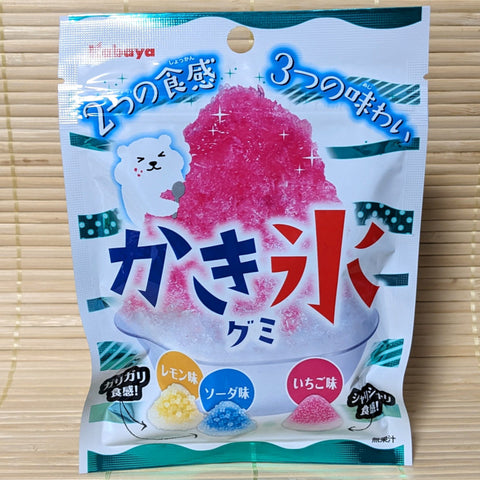 Kabaya
しょっかん
2つの食感
あじ
3つの味わい
かき氷
グミ
ガリガリ
食感!
レモン味
ソーダ味
いちご味
シャリシャリ
食感!
無果汁